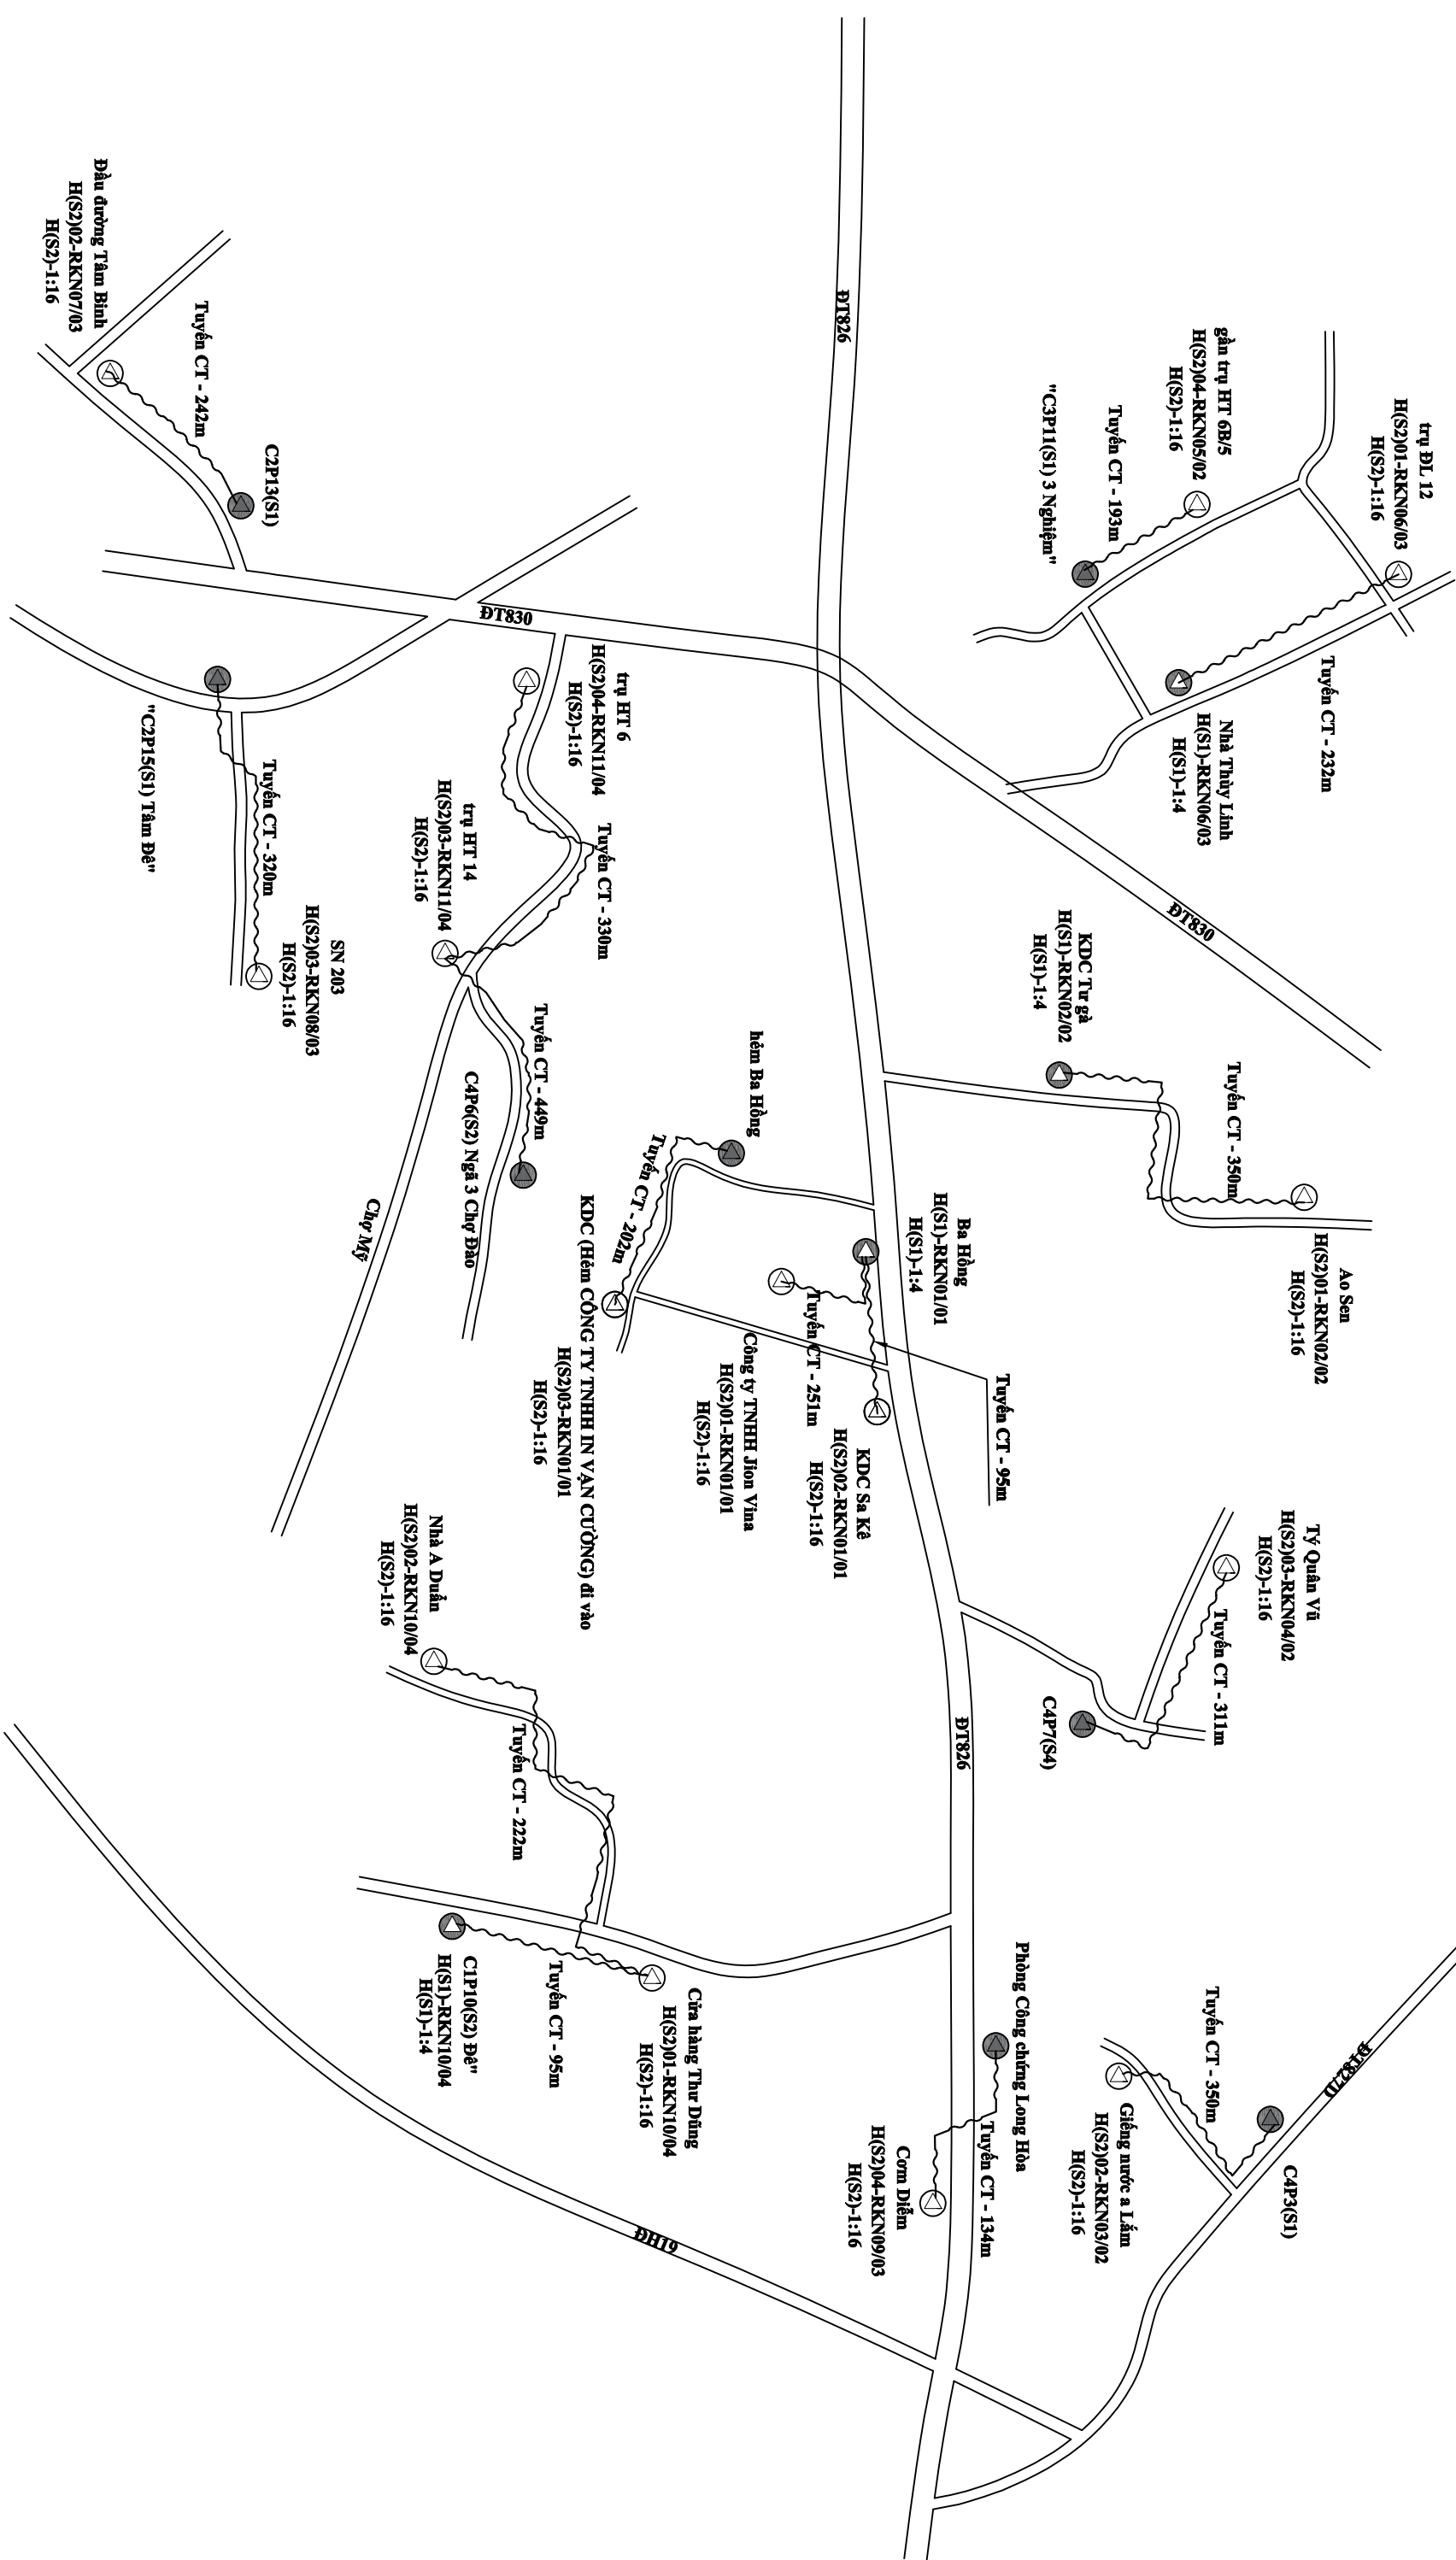 ĐT826
trụ ĐL 12
H(S2)01-RKN06/03
H(S2)-1:16
gần trụ HT 6B/5
H(S2)04-RKN05/02
H(S2)-1:16
Tuyến CT - 193m
"C3P11(S1) 3 Nghiệm"
Tuyến CT - 232m
Nhà Thùy Linh
H(S1)-RKN06/03
H(S1)-1:4
Đầu đường Tâm Binh
H(S2)02-RKN07/03
H(S2)-1:16
Tuyến CT - 242m
C2P13(S1)
ĐT830
"C2P15(S1) Tâm Đê"
Tuyến CT - 320m
SN 203
H(S2)03-RKN08/03
H(S2)-1:16
trụ HT 6
H(S2)04-RKN11/04
H(S2)-1:16
Tuyến CT - 330m
trụ HT 14
H(S2)03-RKN11/04
H(S2)-1:16
Tuyến CT - 449m
C4P6(S2) Ngã 3 Chợ Đào
Chợ Mỹ
ĐT830
KDC Tư gà
H(S1)-RKN02/02
H(S1)-1:4
Tuyến CT - 350m
Ao Sen
H(S2)01-RKN02/02
H(S2)-1:16
hẻm Ba Hồng
Tuyến CT - 202m
KDC (Hẻm CÔNG TY TNHH IN VẠN CƯỜNG) đi vào
H(S2)03-RKN01/01
H(S2)-1:16
Ba Hồng
H(S1)-RKN01/01
H(S1)-1:4
Tuyến CT - 251m
Công ty TNHH Jion Vina
H(S2)01-RKN01/01
H(S2)-1:16
Tuyến CT - 95m
KDC Sa Kê
H(S2)02-RKN01/01
H(S2)-1:16
Tý Quân Vũ
H(S2)03-RKN04/02
H(S2)-1:16
Tuyến CT - 311m
C4P7(S4)
ĐT826
Nhà A Duẩn
H(S2)02-RKN10/04
H(S2)-1:16
Tuyến CT - 222m
C1P10(S2) Đê"
H(S1)-RKN10/04
H(S1)-1:4
Tuyến CT - 95m
Cửa hàng Thư Dũng
H(S2)01-RKN10/04
H(S2)-1:16
Phòng Công chứng Long Hòa
Tuyến CT - 134m
Cơm Diễm
H(S2)04-RKN09/03
H(S2)-1:16
ĐT827D
Tuyến CT - 350m
C4P3(S1)
Giếng nước a Lắm
H(S2)02-RKN03/02
H(S2)-1:16
ĐH19